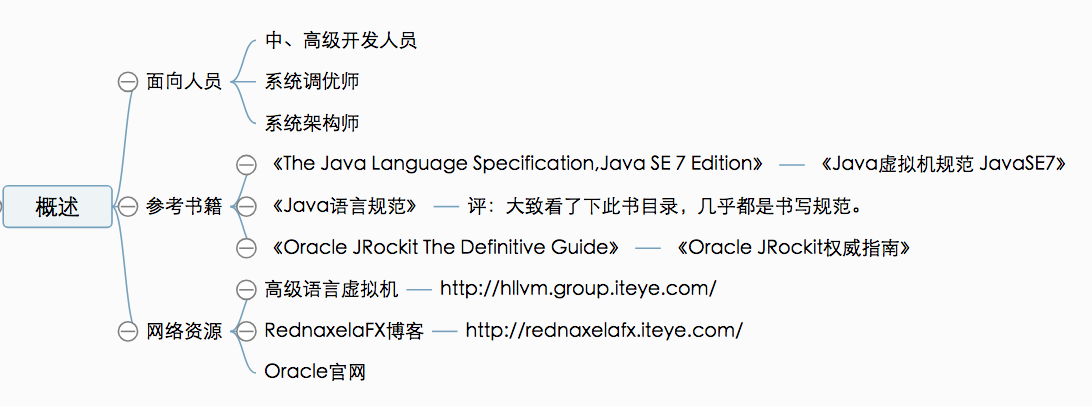 概述
面向人员
中、高级开发人员
系统调优师
系统架构师
参考书籍
《The Java Language Specification,Java SE 7 Edition》 《Java虚拟机规范 JavaSE7》
《Java语言规范》 评：大致看了下此书目录，几乎都是书写规范。
《Oracle JRockit The Definitive Guide》 《Oracle JRockit权威指南》
网络资源
高级语言虚拟机 http://hllvm.group.iteye.com/
RednaxelaFX博客 http://rednaxelafx.iteye.com/
Oracle官网